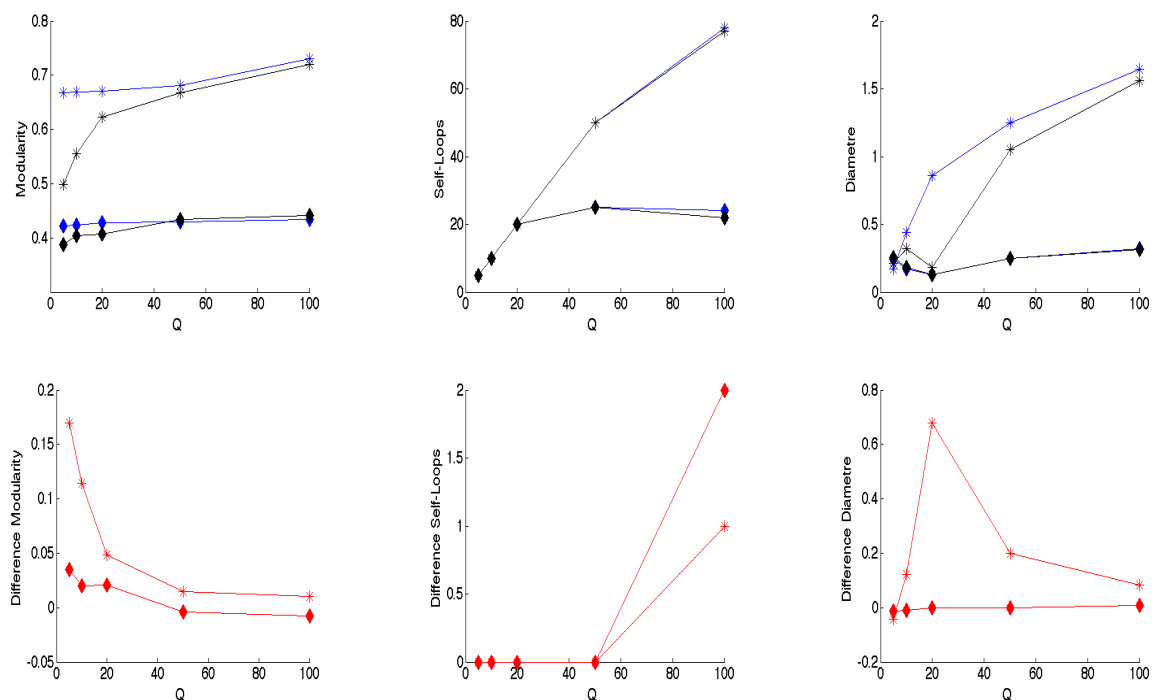 0.8
0.7
0.6
0.5
0.4
Modularity
0 20 40 60 80 100
Q
80
60
40
20
0
Self-Loops
0 20 40 60 80 100
Q
2
1.5
1
0.5
0
Diametre
0 20 40 60 80 100
Q
0.2
0.15
0.1
0.05
0
-0.05
Difference Modularity
0 20 40 60 80 100
Q
2
1.5
1
0.5
0
Difference Self-Loops
0 20 40 60 80 100
Q
0.8
0.6
0.4
0.2
0
-0.2
Difference Diametre
0 20 40 60 80 100
Q